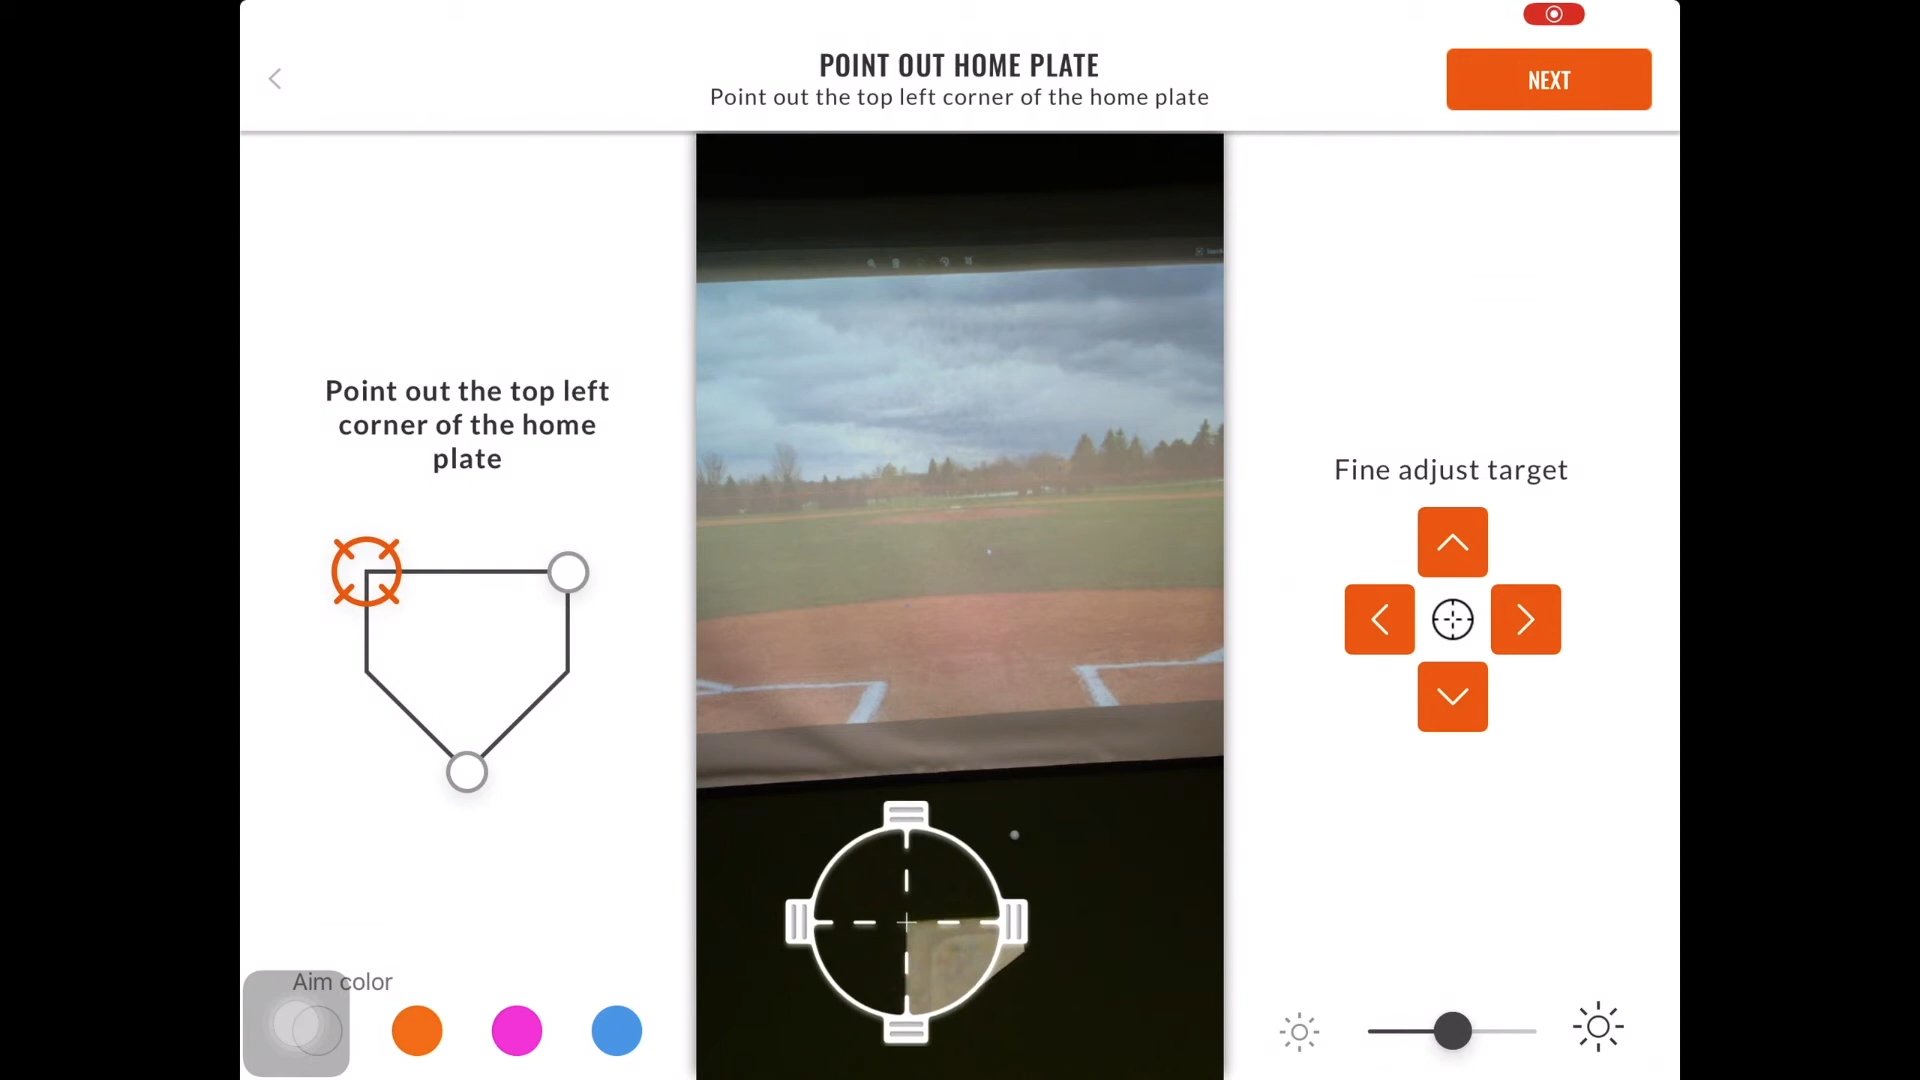 POINT OUT HOME PLATE
Point out the top left corner of the home plate
NEXT
Point out the top left
corner of the home
plate
Fine adjust target
Aim color